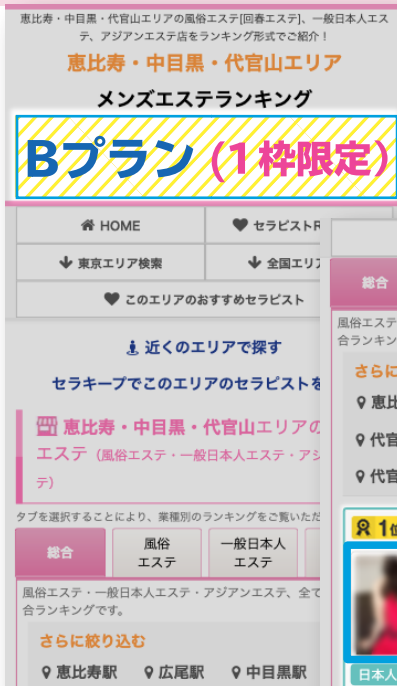 恵比寿・中目黒・代官山エリアの風俗エステ[回春エステ]、一般日本人エス
テ、アジアンエステ店をランキング形式でご紹介！
恵比寿・中目黒・代官山エリア
メンズエステランキング
Bプラン (1枠限定)
HOME
セラピスト
東京エリア検索
全国エリ
このエリアのおすすめセラピスト
近くのエリアで探す
セラキープでこのエリアのセラピストを
恵比寿・中目黒・代官山エリアの
エステ（風俗エステ・一般日本人エステ・アジ
テ）
タブを選択することにより、業種別のランキングをご覧いただ
総合
風俗
エステ
一般日本人
エステ
風俗エステ・一般日本人エステ・アジアンエステ、全て
合ランキングです。
さらに絞り込む
恵比寿駅
広尾駅
中目黒駅
総合
風俗エステ
合ランキン
さらに
恵比
代官
代官
1位
日本人